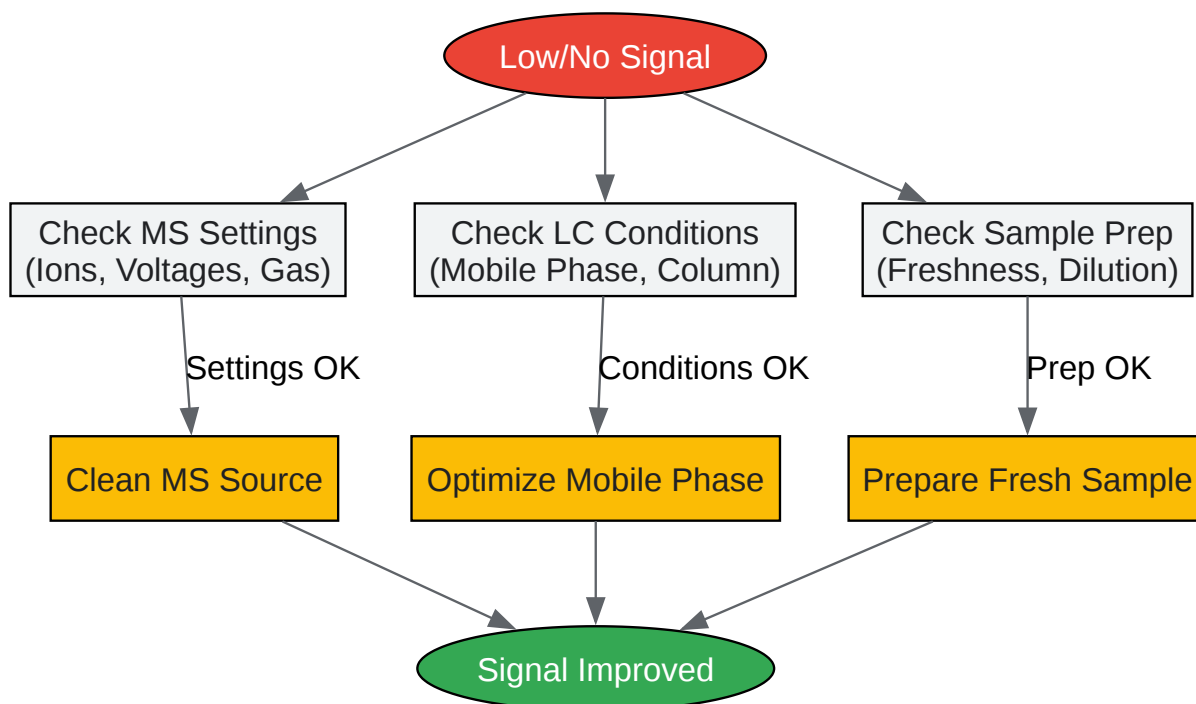 Low/No Signal
Check MS Settings
(Ions, Voltages, Gas)
Check LC Conditions
(Mobile Phase, Column)
Check Sample Prep
(Freshness, Dilution)
Settings OK
Conditions OK
Prep OK
Clean MS Source
Optimize Mobile Phase
Prepare Fresh Sample
Signal Improved